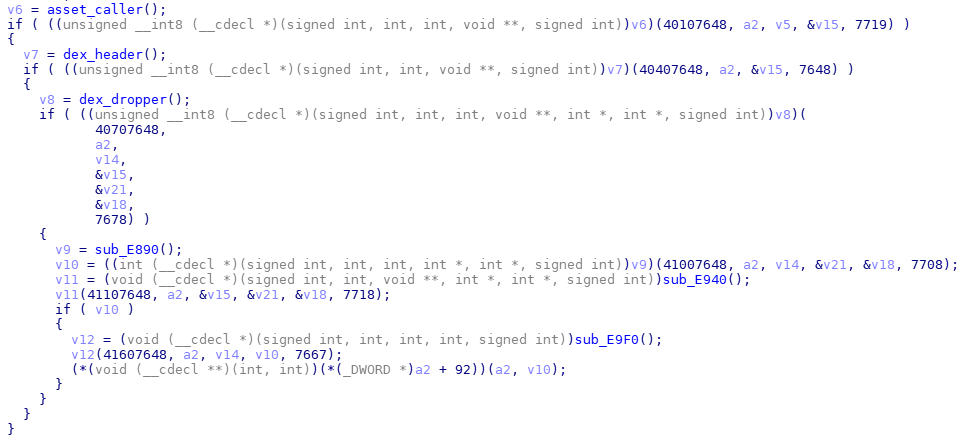 v6 = asset_caller();
if ( ((unsigned __int8 (__cdecl *)(signed int, int, int, void **, signed int))v6)(40107648, a2, v5, &v15, 7719) )
{
v7 = dex_header();
if ( ((unsigned __int8 (__cdecl *)(signed int, int, void **, signed int))v7)(40407648, a2, &v15, 7648) )
{
v8 = dex_dropper();
if ( ((unsigned __int8 (__cdecl *)(signed int, int, int, void **, int *, int *, signed int))v8)(
40707648,
a2,
v14,
&v15,
&v21,
&v18,
7678) )
{
v9 = sub_E890();
v10 = ((int (__cdecl *)(signed int, int, int, int *, int *, signed int))v9)(41007648, a2, v14, &v21, &v18, 7708);
v11 = (void (__cdecl *)(signed int, int, void **, int *, int *, signed int))sub_E940();
v11(41107648, a2, &v15, &v21, &v18, 7718);
if ( v10 )
{
v12 = (void (__cdecl *)(signed int, int, int, int, signed int))sub_E9F0();
v12(41607648, a2, v14, v10, 7667);
(*(void (__cdecl **)(int, int))(*(_DWORD *)a2 + 92))(a2, v10);
}
}
}
}